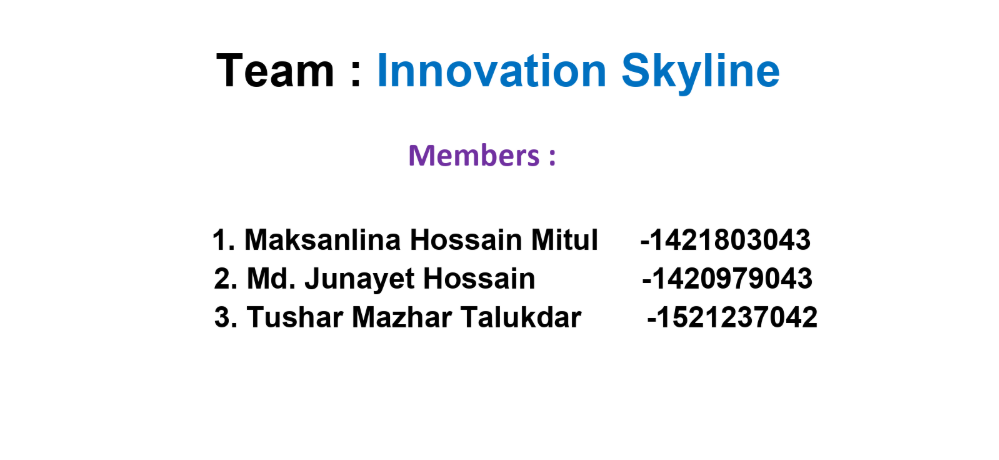 Team : Innovation Skyline
Members :
1. Maksanlina Hossain Mitul -1421803043
2. Md. Junayet Hossain -1420979043
3. Tushar Mazhar Talukdar -1521237042